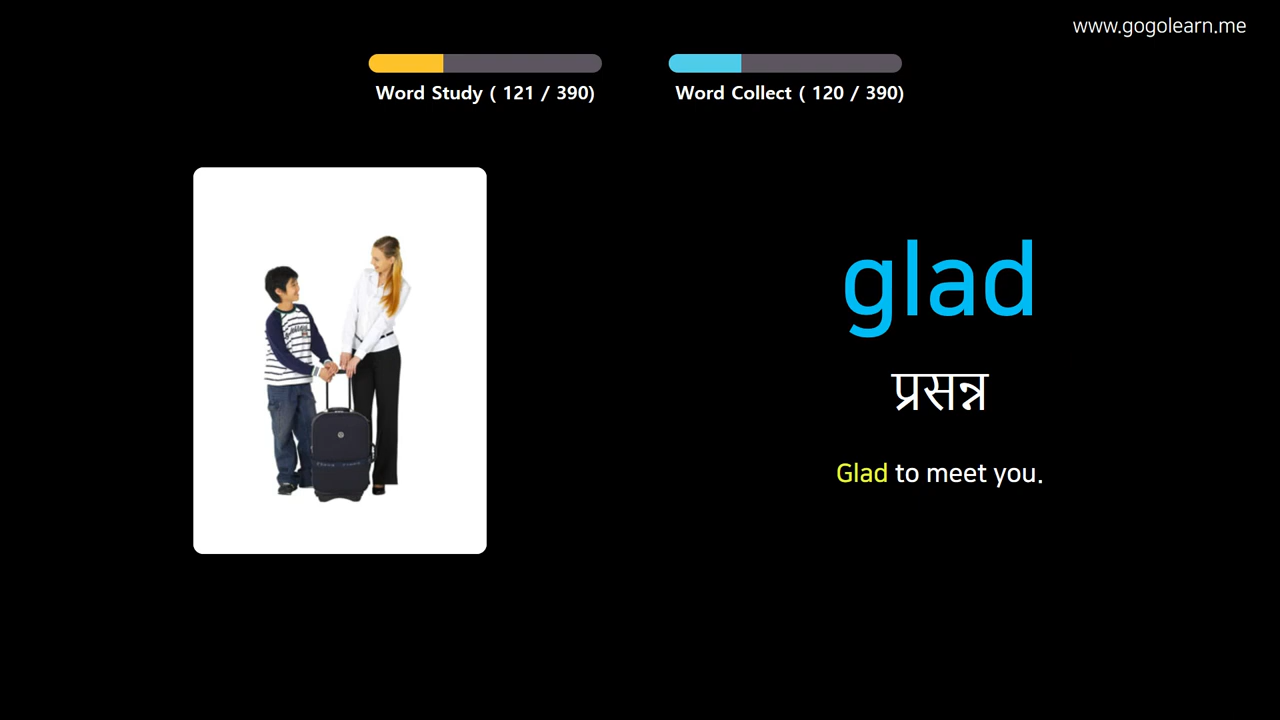 www.gogolearn.me
Word Study ( 121 / 390)
Word Collect ( 120 / 390)
glad
प्रसन्न
Glad to meet you.